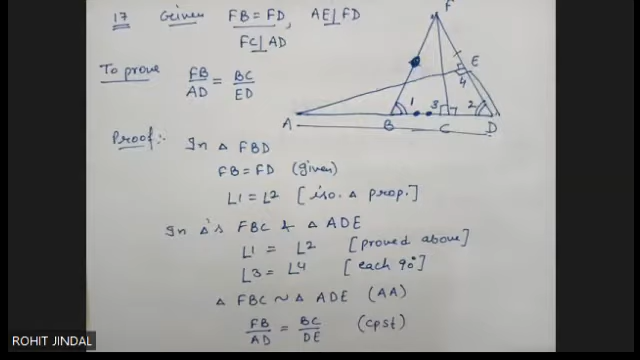 17 Given FB = FD, AE⊥FD
FC⊥AD
To prove FB/AD = BC/ED
Proof:- In Δ FBD
FB = FD (given)
∠1 = ∠2 [iso. Δ prop.]
In Δ's FBC & Δ ADE
∠1 = ∠2 [proved above]
∠3 = ∠4 [each 90°]
Δ FBC ~ Δ ADE (AA)
FB/AD = BC/DE (cpst)
F
E
4
1
3
2
A
B
C
D
ROHIT JINDAL